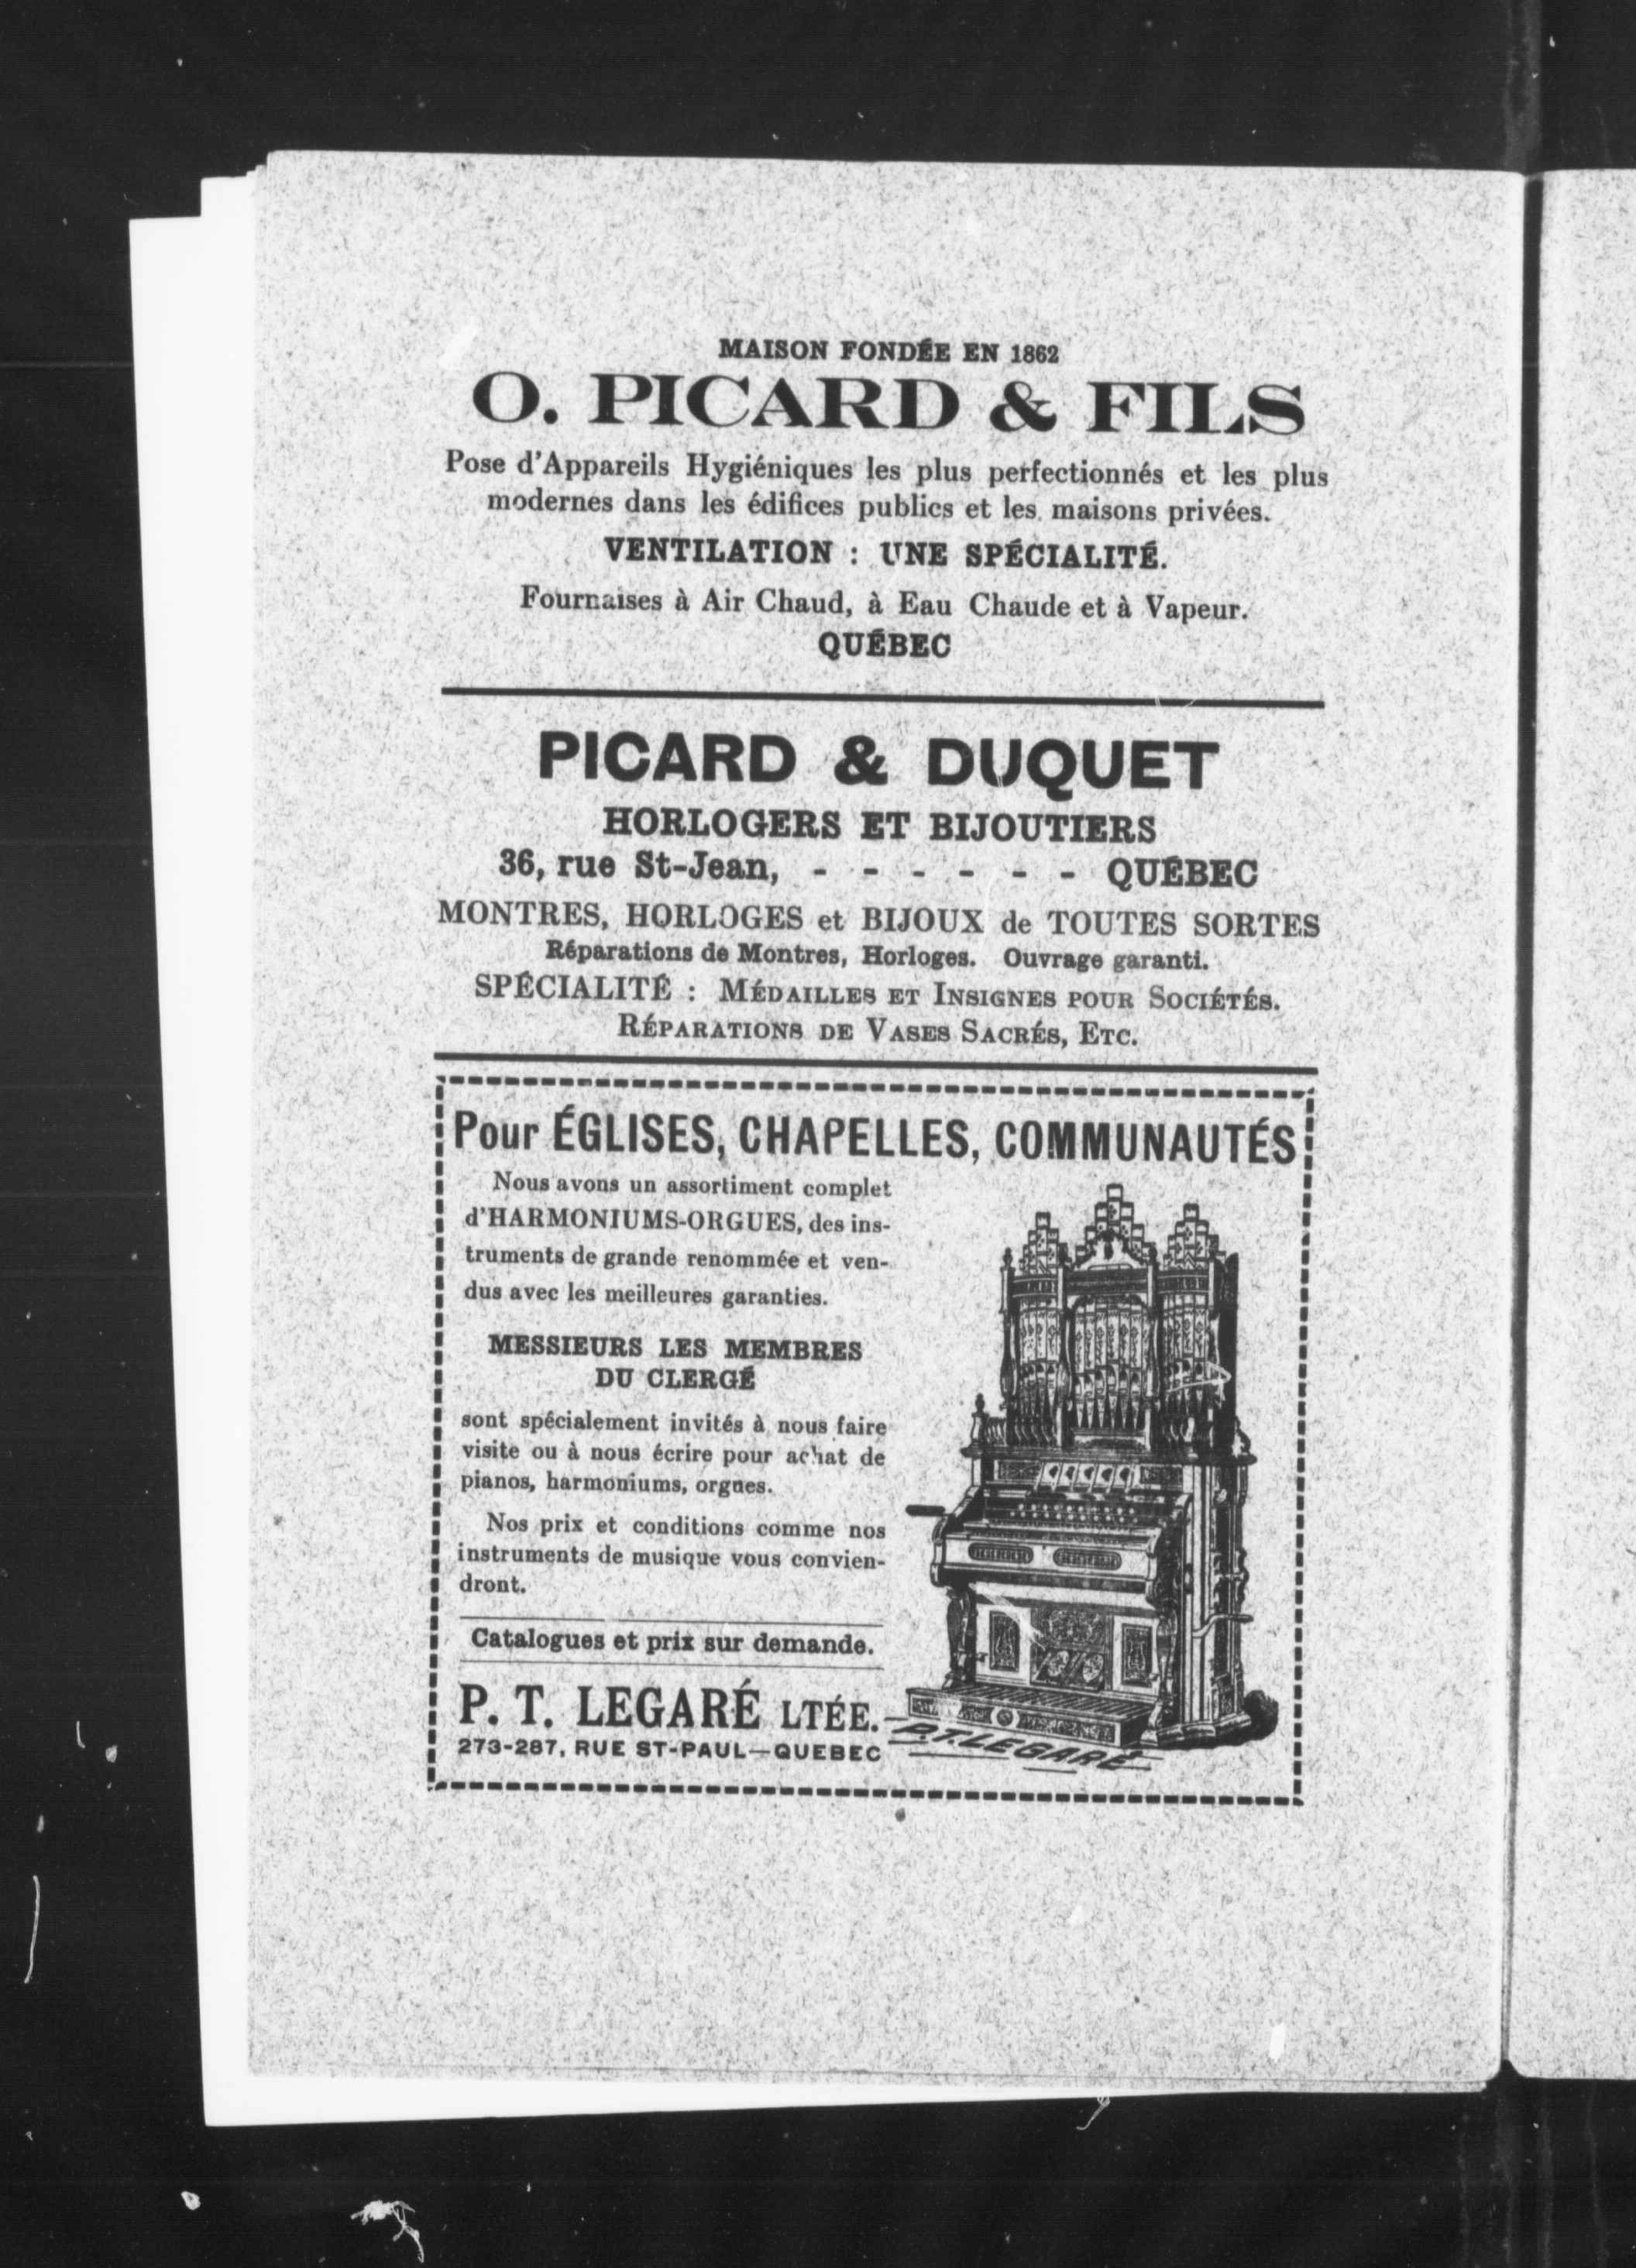 MAISON FONDÉE EN 1862
O. PICARD & FILS
Pose d'Appareils Hygiéniques les plus perfectionnés et les plus
modernes dans les édifices publics et les maisons privées.
VENTILATION : UNE SPÉCIALITÉ.
Fournaises à Air Chaud, à Eau Chaude et à Vapeur.
QUÉBEC
PICARD & DUQUET
HORLOGERS ET BIJOUTIERS
36, rue St-Jean, - - - - - - QUÉBEC
MONTRES, HORLOGES et BIJOUX de TOUTES SORTES
Réparations de Montres, Horloges. Ouvrage garanti.
SPÉCIALITÉ : MÉDAILLES ET INSIGNES POUR SOCIÉTÉS.
RÉPARATIONS DE VASES SACRÉS, ETC.
Pour ÉGLISES, CHAPELLES, COMMUNAUTÉS
Nous avons un assortiment complet
d'HARMONIUMS-ORGUES, des ins-
truments de grande renommée et ven-
dus avec les meilleures garanties.
MESSIEURS LES MEMBRES
DU CLERGÉ
sont spécialement invités à nous faire
visite ou à nous écrire pour achat de
pianos, harmoniums, orgues.
Nos prix et conditions comme nos
instruments de musique vous convien-
dront.
Catalogues et prix sur demande.
P. T. LEGARÉ LTÉE.
273-287, RUE ST-PAUL—QUEBEC
P.T. LEGARÉ